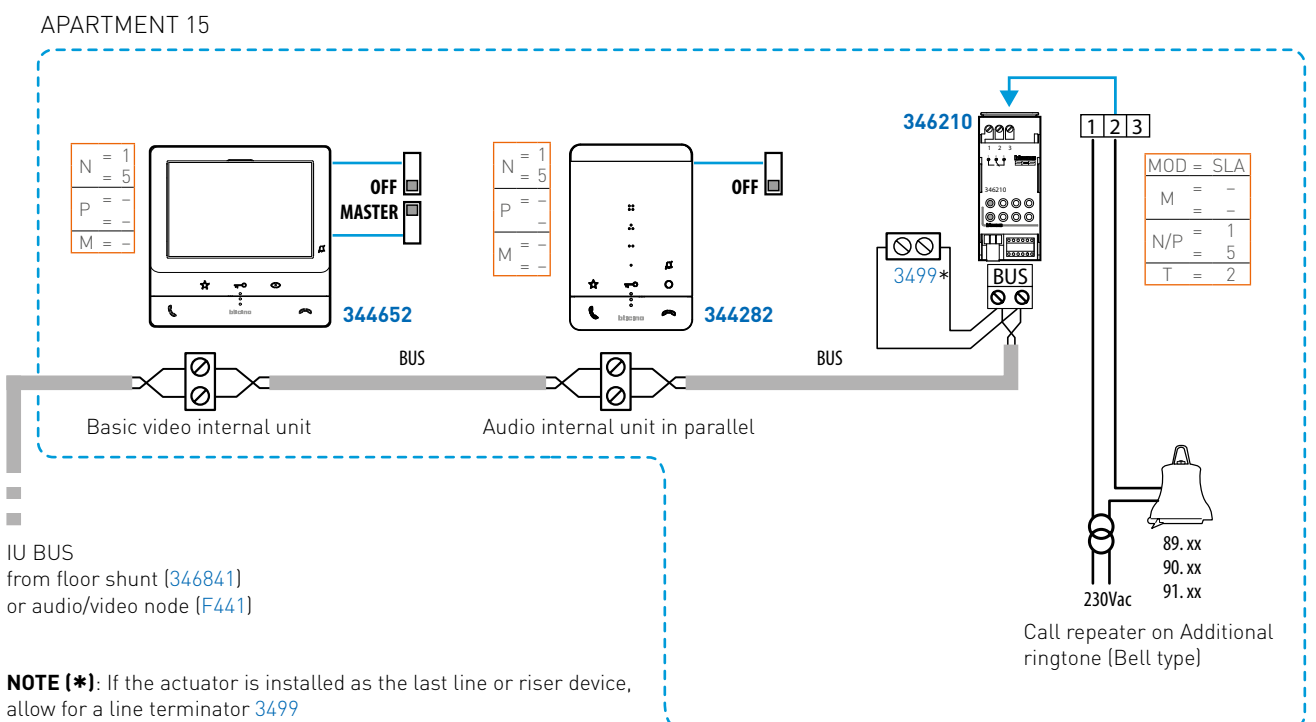 APARTMENT 15
N = 1
= 5
P = –
= –
M = –
OFF
MASTER
344652
Basic video internal unit
BUS
N = 1
= 5
P = –
–
M = –
= –
OFF
bticino
344282
Audio internal unit in parallel
BUS
346210
1 2 3
346210
3499*
BUS
1 2 3
MOD = SLA
M = –
= –
N/P = 1
= 5
T = 2
89. xx
90. xx
91. xx
230Vac
Call repeater on Additional
ringtone (Bell type)
IU BUS
from floor shunt (346841)
or audio/video node (F441)
NOTE (*): If the actuator is installed as the last line or riser device,
allow for a line terminator 3499